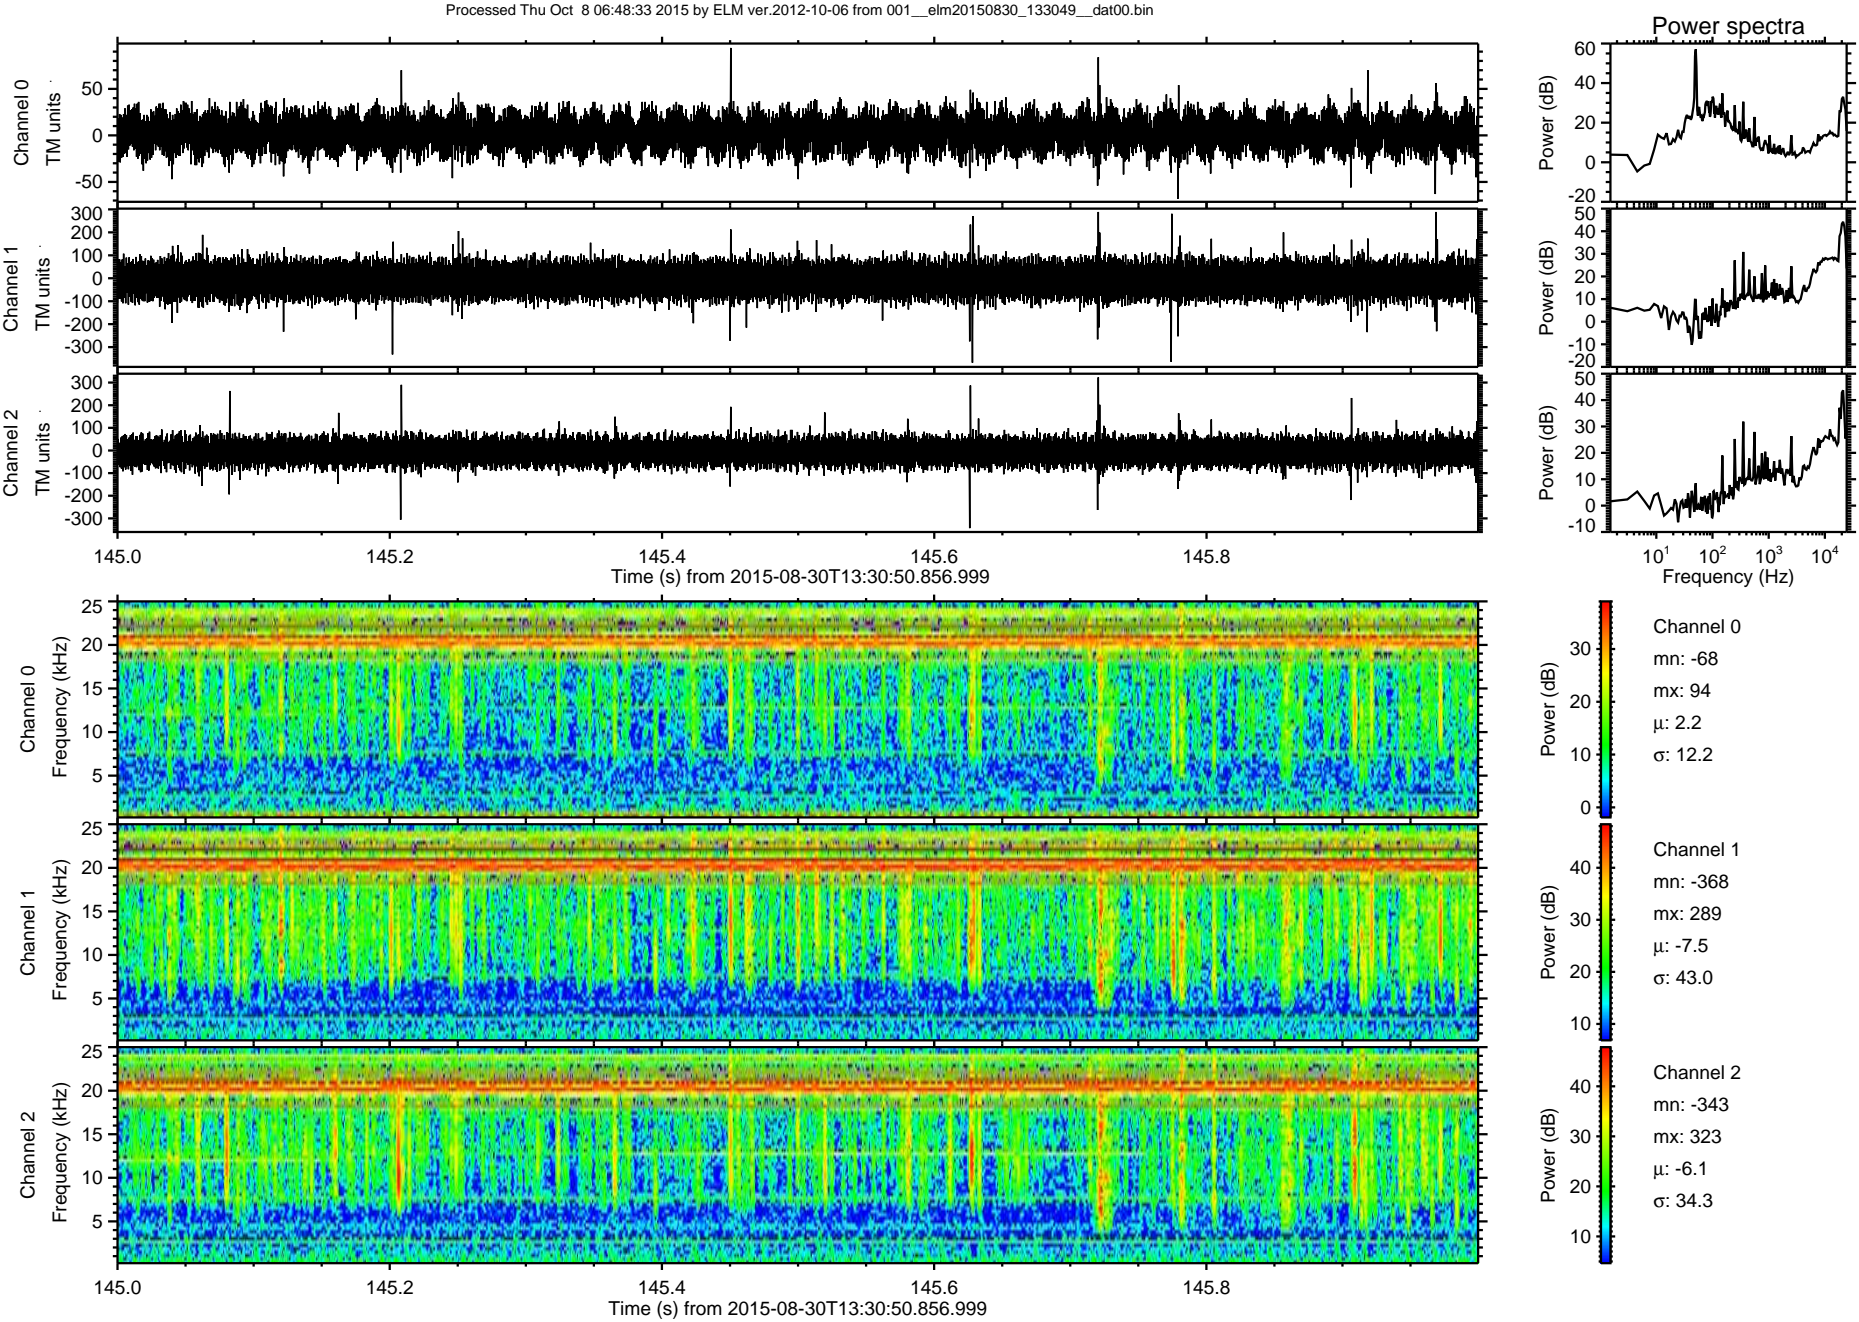 Processed Thu Oct  8 06:48:33 2015 by ELM ver.2012-10-06 from 001__elm20150830_133049__dat00.bin
Power spectra
Channel 0
TM units
50
0
-50
Power (dB)
60
40
20
0
-20
Channel 1
TM units
300
200
100
0
-100
-200
-300
Power (dB)
50
40
30
20
10
0
-10
-20
Channel 2
TM units
300
200
100
0
-100
-200
-300
Power (dB)
50
40
30
20
10
0
-10
145.0
145.2
145.4
145.6
145.8
Time (s) from 2015-08-30T13:30:50.856.999
10^1
10^2
10^3
10^4
Frequency (Hz)
Channel 0
Frequency (kHz)
25
20
15
10
5
Power (dB)
30
20
10
0
Channel 0
mn: -68
mx: 94
μ: 2.2
σ: 12.2
Channel 1
Frequency (kHz)
25
20
15
10
5
Power (dB)
40
30
20
10
Channel 1
mn: -368
mx: 289
μ: -7.5
σ: 43.0
Channel 2
Frequency (kHz)
25
20
15
10
5
Power (dB)
40
30
20
10
Channel 2
mn: -343
mx: 323
μ: -6.1
σ: 34.3
145.0
145.2
145.4
145.6
145.8
Time (s) from 2015-08-30T13:30:50.856.999